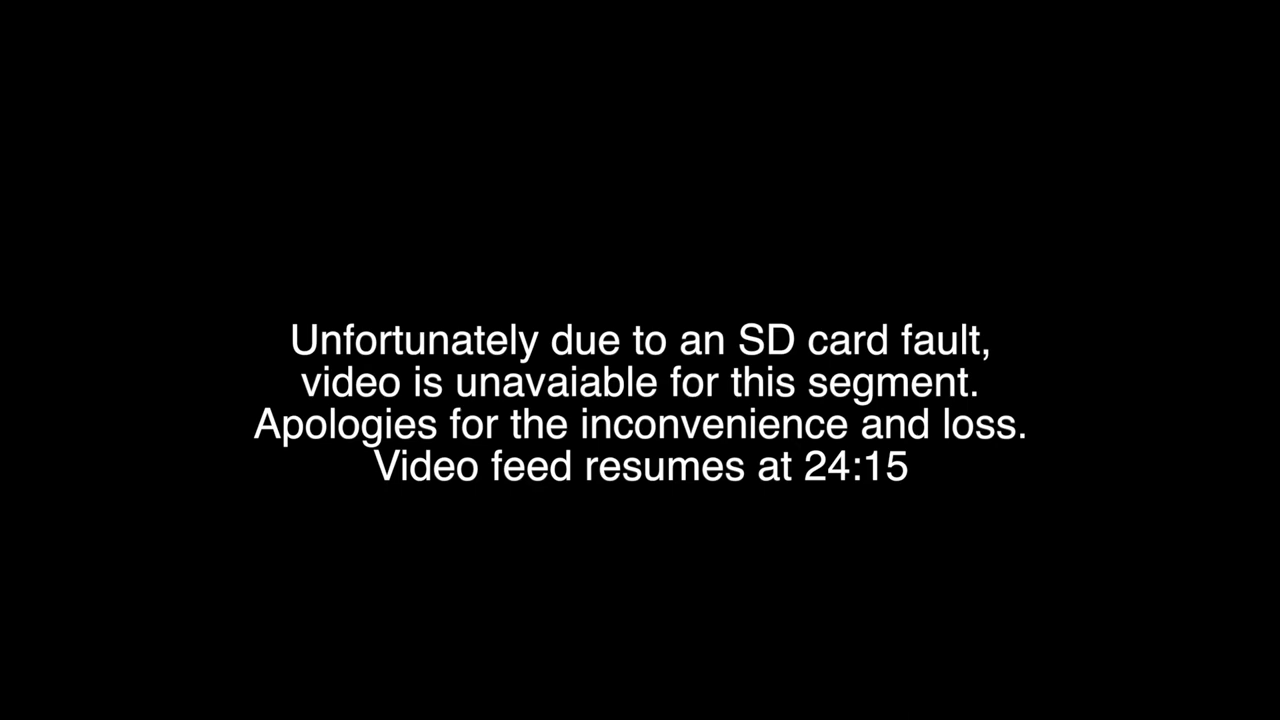 Unfortunately due to an SD card fault,
video is unavaiable for this segment.
Apologies for the inconvenience and loss.
Video feed resumes at 24:15